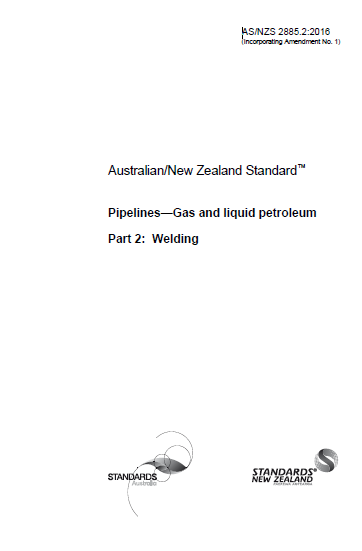 AS/NZS 2885.2:2016
(Incorporating Amendment No. 1)
Australian/New Zealand Standard™
Pipelines—Gas and liquid petroleum
Part 2: Welding
STANDARDS
Australia
STANDARDS®
NEW ZEALAND